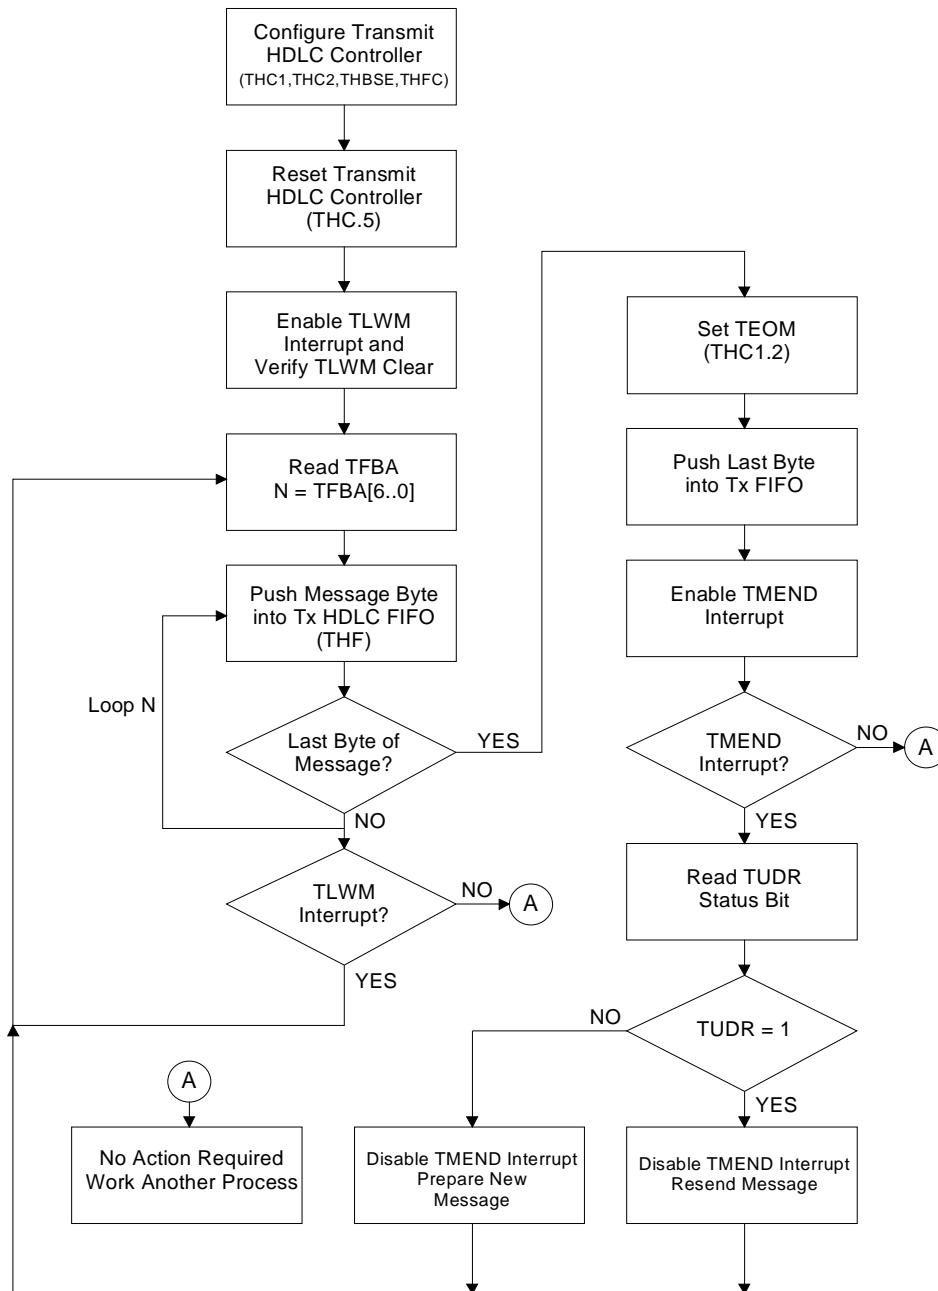 Configure Transmit
HDLC Controller
(THC1,THC2,THBSE,THFC)
Reset Transmit
HDLC Controller
(THC.5)
Enable TLWM
Interrupt and
Verify TLWM Clear
Read TFBA
N = TFBA[6..0]
Push Message Byte
into Tx HDLC FIFO
(THF)
Loop N
Last Byte of
Message?
YES
NO
TLWM
Interrupt?
NO
A
YES
A
No Action Required
Work Another Process
Set TEOM
(THC1.2)
Push Last Byte
into Tx FIFO
Enable TMEND
Interrupt
TMEND
Interrupt?
NO
A
YES
Read TUDR
Status Bit
TUDR = 1
NO
YES
Disable TMEND Interrupt
Prepare New
Message
Disable TMEND Interrupt
Resend Message